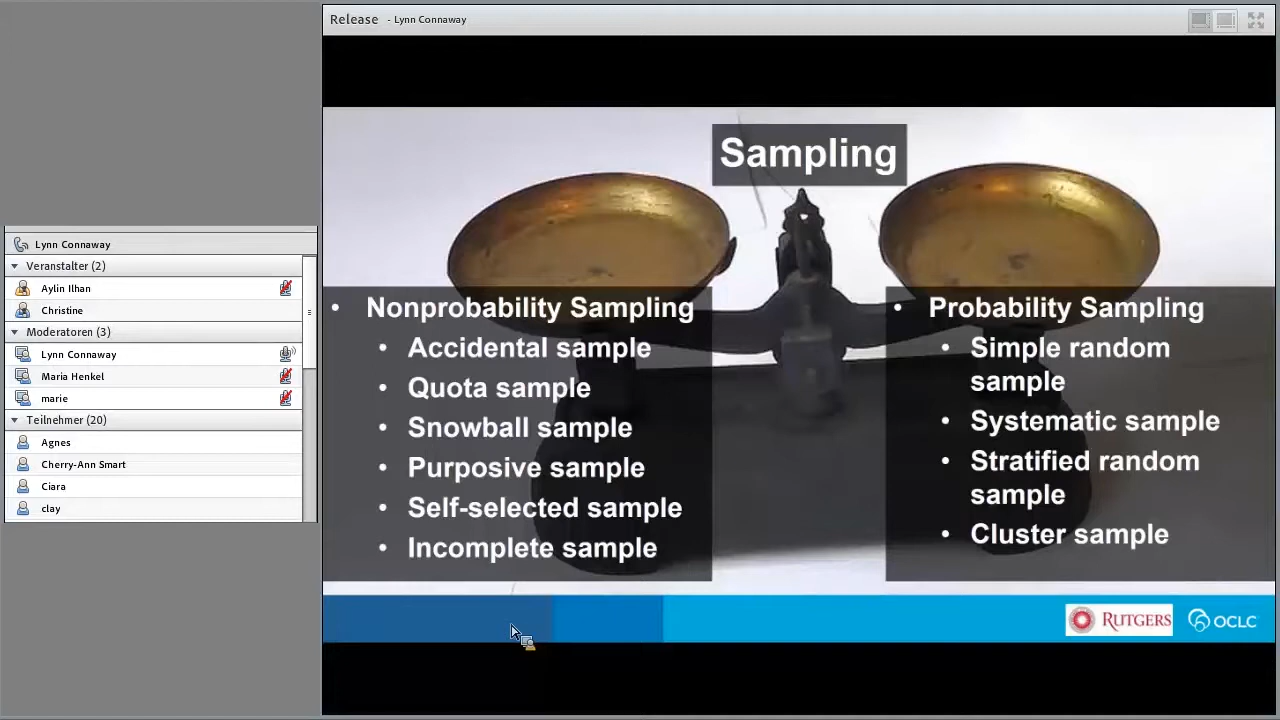 Release - Lynn Connaway
Lynn Connaway
Veranstalter (2)
Aylin Ilhan
Christine
Moderatoren (3)
Lynn Connaway
Maria Henkel
marie
Teilnehmer (20)
Agnes
Cherry-Ann Smart
Ciara
clay
Sampling
• Nonprobability Sampling
• Accidental sample
• Quota sample
• Snowball sample
• Purposive sample
• Self-selected sample
• Incomplete sample
• Probability Sampling
• Simple random
sample
• Systematic sample
• Stratified random
sample
• Cluster sample
RUTGERS
OCLC